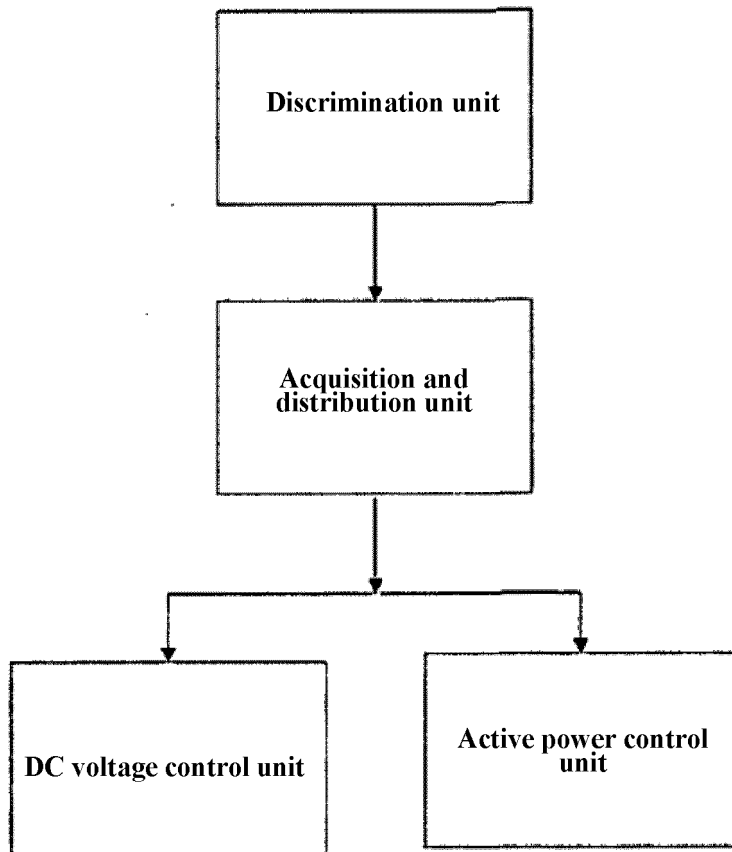 Discrimination unit
Acquisition and
distribution unit
DC voltage control unit
Active power control
unit